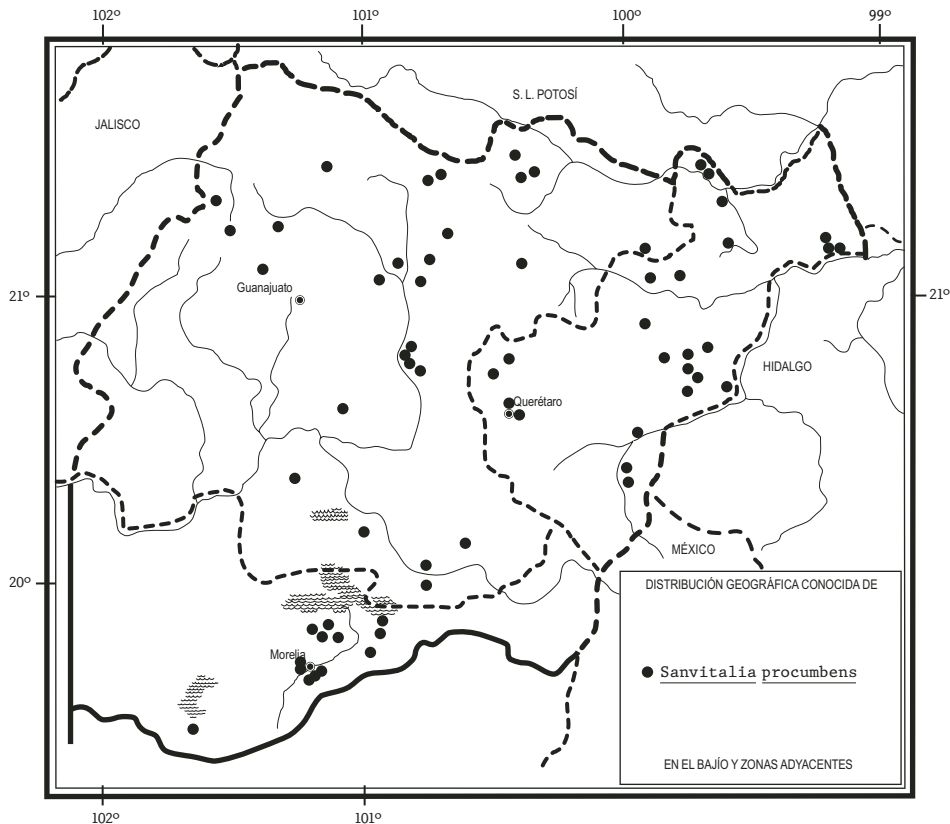 102º 101º 100º 99º
S. L. POTOSÍ
JALISCO
Guanajuato
21º 21º
HIDALGO
Querétaro
MÉXICO
20º
DISTRIBUCIÓN GEOGRÁFICA CONOCIDA DE
Morelia
Sanvitalia procumbens
EN EL BAJÍO Y ZONAS ADYACENTES
102º 101º